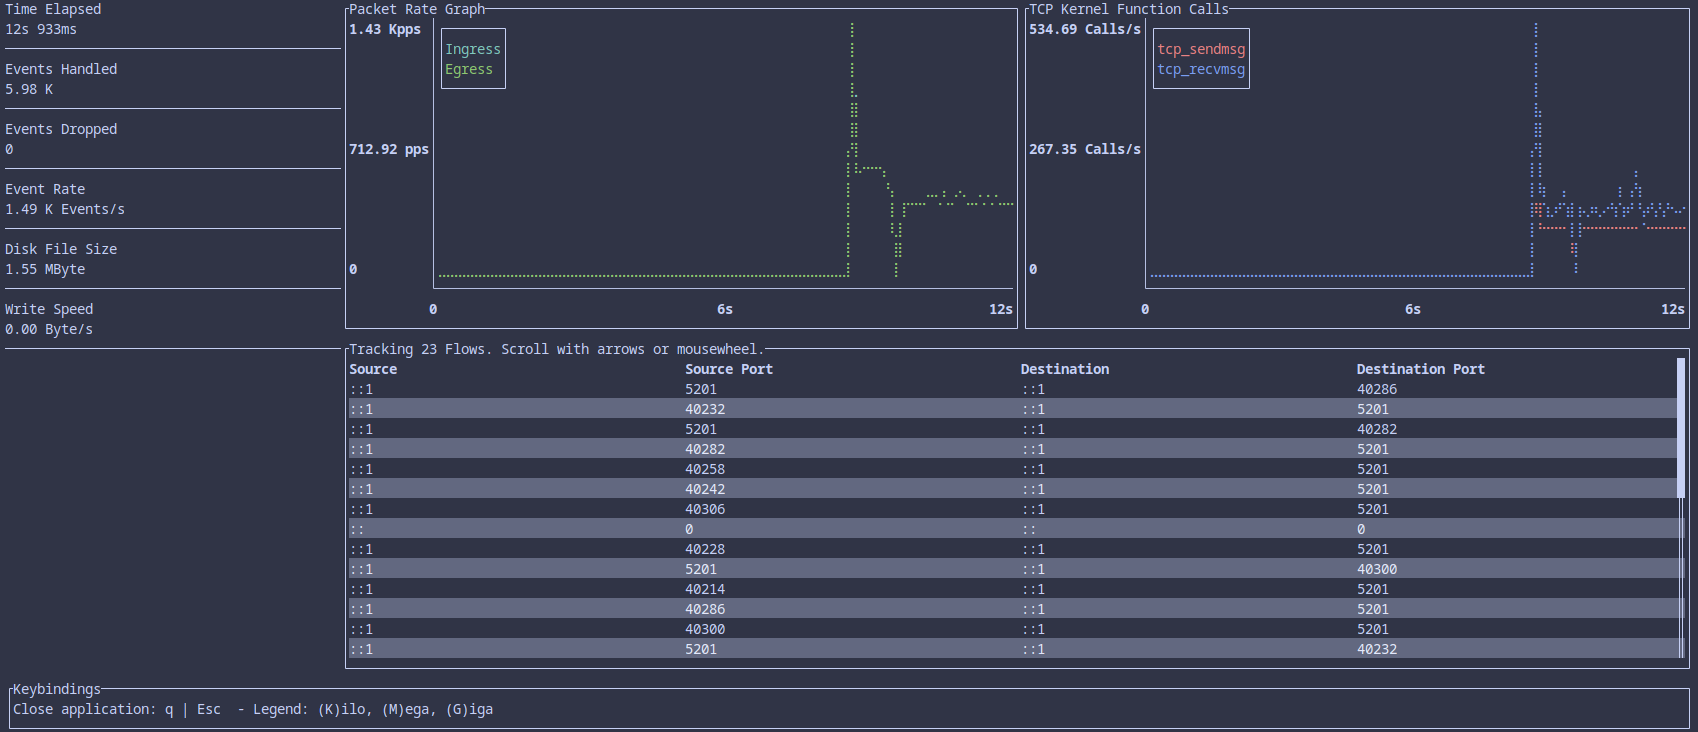 Time Elapsed
12s 933ms
Events Handled
5.98 K
Events Dropped
0
Event Rate
1.49 K Events/s
Disk File Size
1.55 MByte
Write Speed
0.00 Byte/s
Packet Rate Graph
1.43 Kpps
Ingress
Egress
712.92 pps
0
0 6s 12s
TCP Kernel Function Calls
534.69 Calls/s
tcp_sendmsg
tcp_recvmsg
267.35 Calls/s
0
0 6s 12s
Tracking 23 Flows. Scroll with arrows or mousewheel.
Source Source Port Destination Destination Port
::1 5201 ::1 40286
::1 40232 ::1 5201
::1 5201 ::1 40282
::1 40282 ::1 5201
::1 40258 ::1 5201
::1 40242 ::1 5201
::1 40306 ::1 5201
:: 0 :: 0
::1 40228 ::1 5201
::1 5201 ::1 40300
::1 40214 ::1 5201
::1 40286 ::1 5201
::1 40300 ::1 5201
::1 5201 ::1 40232
Keybindings
Close application: q | Esc  - Legend: (K)ilo, (M)ega, (G)iga